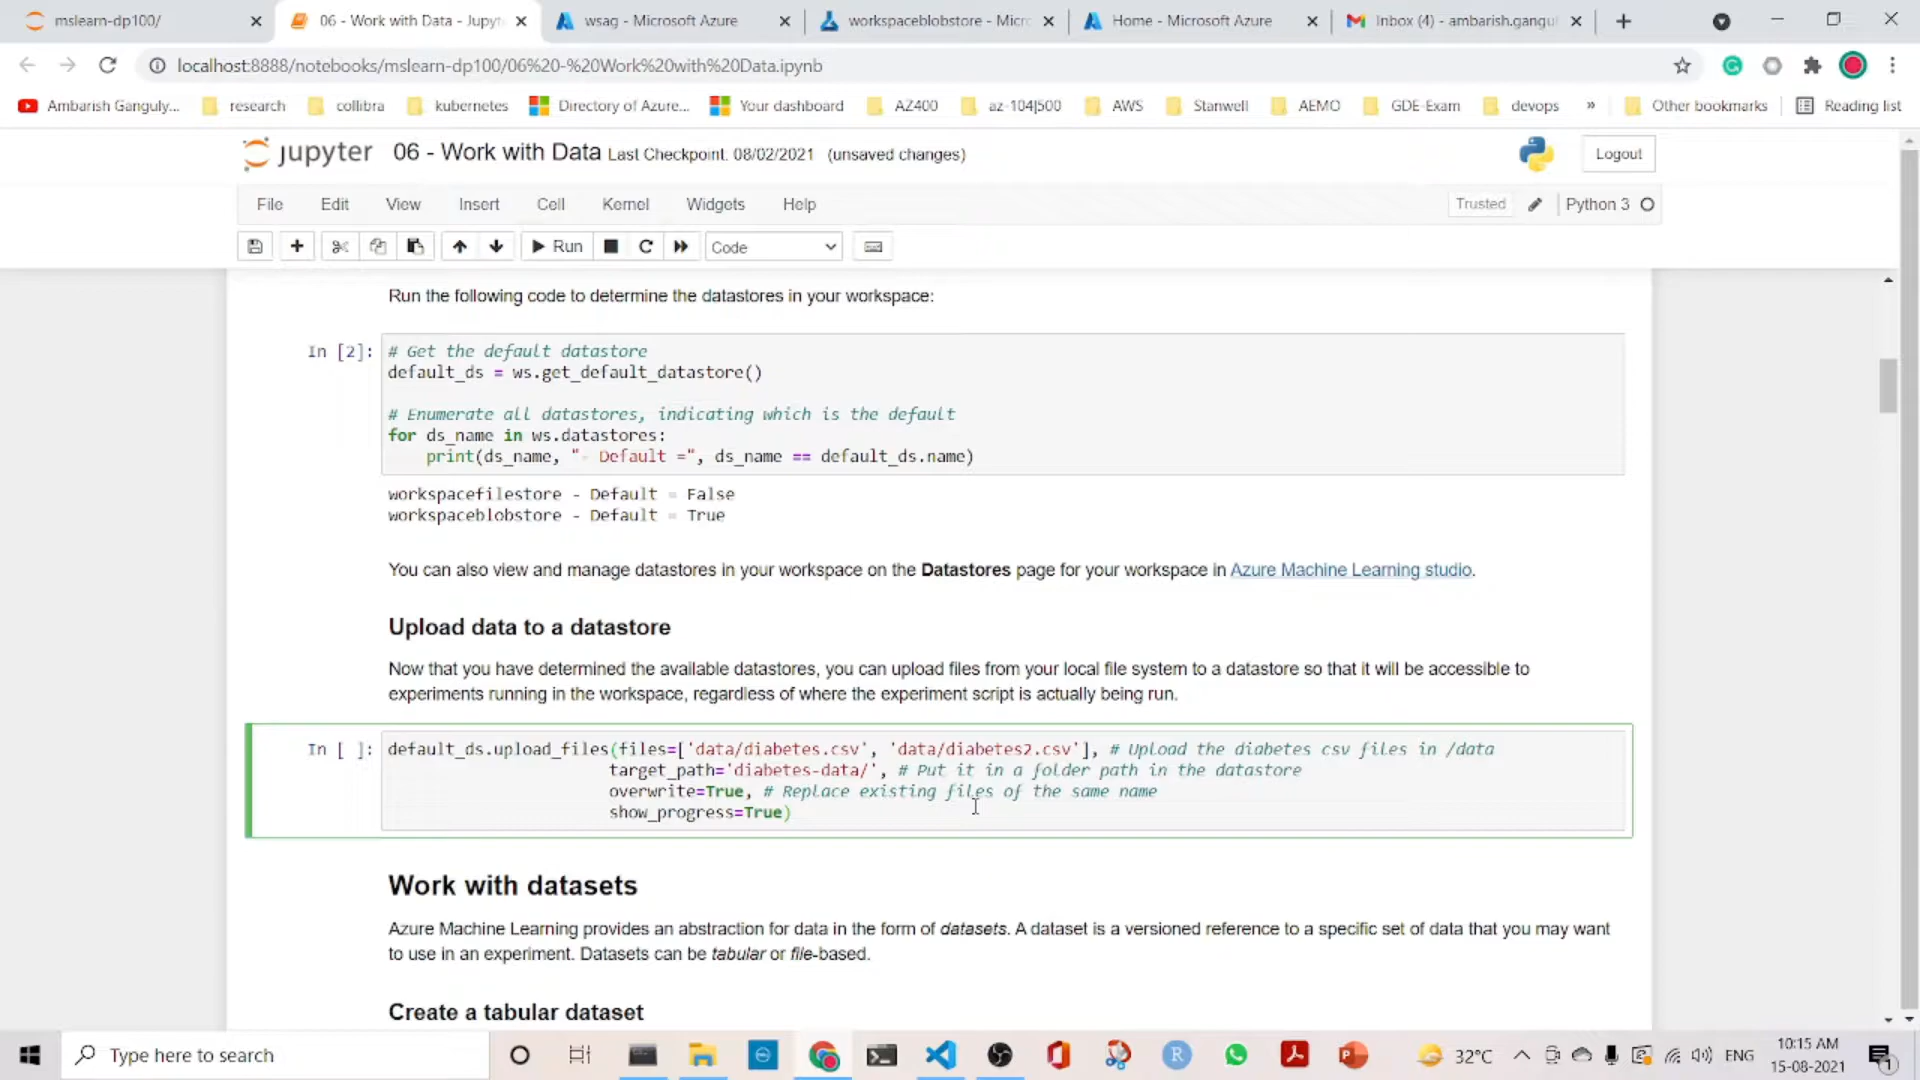 mslearn-dp100/
06 - Work with Data - Jupyt
wsag - Microsoft Azure
workspaceblobstore - Micr
Home - Microsoft Azure
Inbox (4) - ambarish.gangul
localhost:8888/notebooks/mslearn-dp100/06%20-%20Work%20with%20Data.ipynb
Ambarish Ganguly...
research
collibra
kubernetes
Directory of Azure...
Your dashboard
AZ400
az-104|500
AWS
Stanwell
AEMO
GDE-Exam
devops
»
Other bookmarks
Reading list
jupyter 06 - Work with Data Last Checkpoint: 08/02/2021 (unsaved changes)
Logout
File Edit View Insert Cell Kernel Widgets Help
Trusted
Python 3
Run
Code
Run the following code to determine the datastores in your workspace:
In [2]:
# Get the default datastore
default_ds = ws.get_default_datastore()
# Enumerate all datastores, indicating which is the default
for ds_name in ws.datastores:
print(ds_name, "- Default =", ds_name == default_ds.name)
workspacefilestore - Default = False
workspaceblobstore - Default = True
You can also view and manage datastores in your workspace on the Datastores page for your workspace in Azure Machine Learning studio.
Upload data to a datastore
Now that you have determined the available datastores, you can upload files from your local file system to a datastore so that it will be accessible to
experiments running in the workspace, regardless of where the experiment script is actually being run.
In [ ]:
default_ds.upload_files(files=['data/diabetes.csv', 'data/diabetes2.csv'], # Upload the diabetes csv files in /data
target_path='diabetes-data/', # Put it in a folder path in the datastore
overwrite=True, # Replace existing files of the same name
show_progress=True)
Work with datasets
Azure Machine Learning provides an abstraction for data in the form of datasets. A dataset is a versioned reference to a specific set of data that you may want
to use in an experiment. Datasets can be tabular or file-based.
Create a tabular dataset
Type here to search
32°C
ENG
10:15 AM
15-08-2021
1